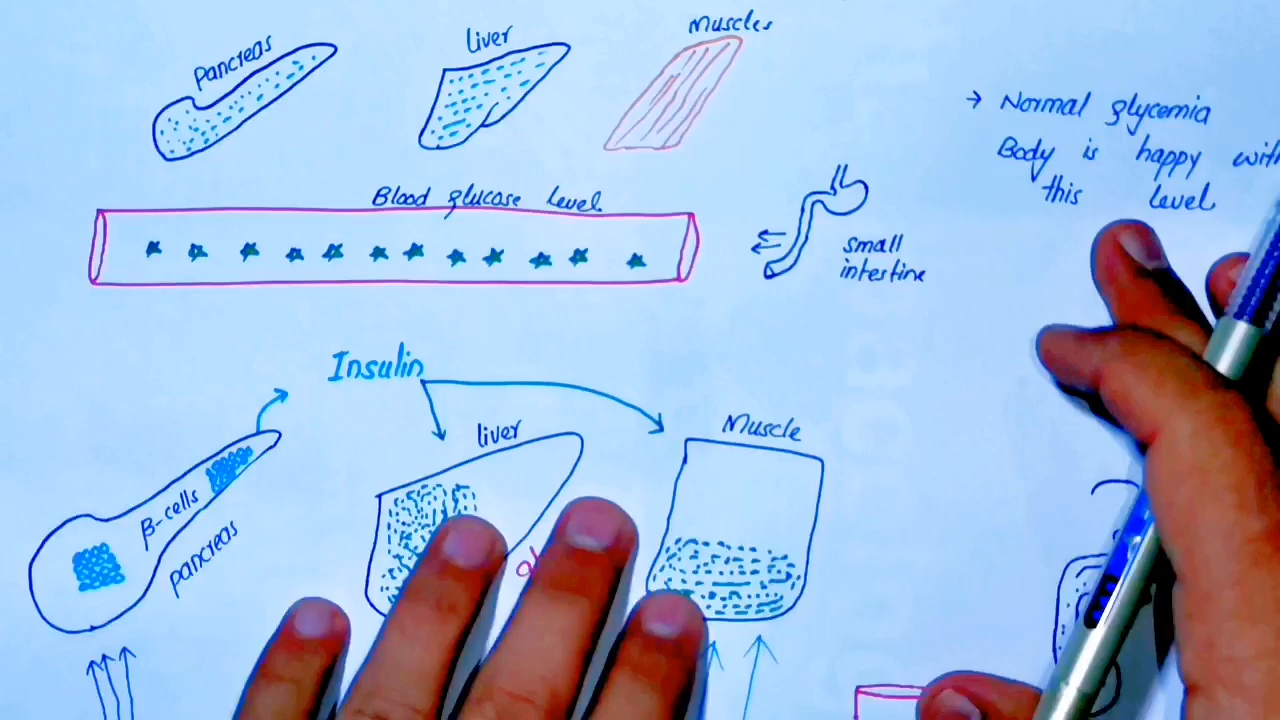 Pancreas
liver
Muscles
→ Normal glycemia
Body is happy with
this level
Blood glucose level
small
intestine
Insulin
liver
Muscle
β-cells
pancreas